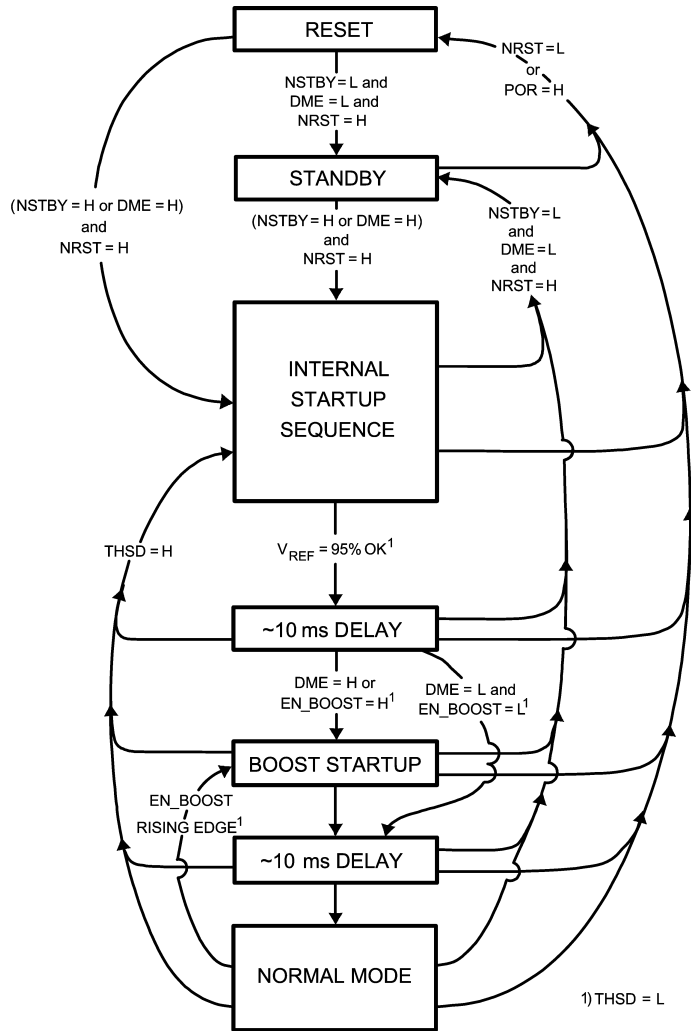 RESET
NRST = L
or
POR = H
NSTBY = L and
DME = L and
NRST = H
STANDBY
(NSTBY = H or DME = H)
and
NRST = H
(NSTBY = H or DME = H)
and
NRST = H
NSTBY = L
and
DME = L
and
NRST = H
INTERNAL
STARTUP
SEQUENCE
THSD = H
VREF = 95% OK1
~10 ms DELAY
DME = H or
EN_BOOST = H1
DME = L and
EN_BOOST = L1
BOOST STARTUP
EN_BOOST
RISING EDGE1
~10 ms DELAY
NORMAL MODE
1) THSD = L